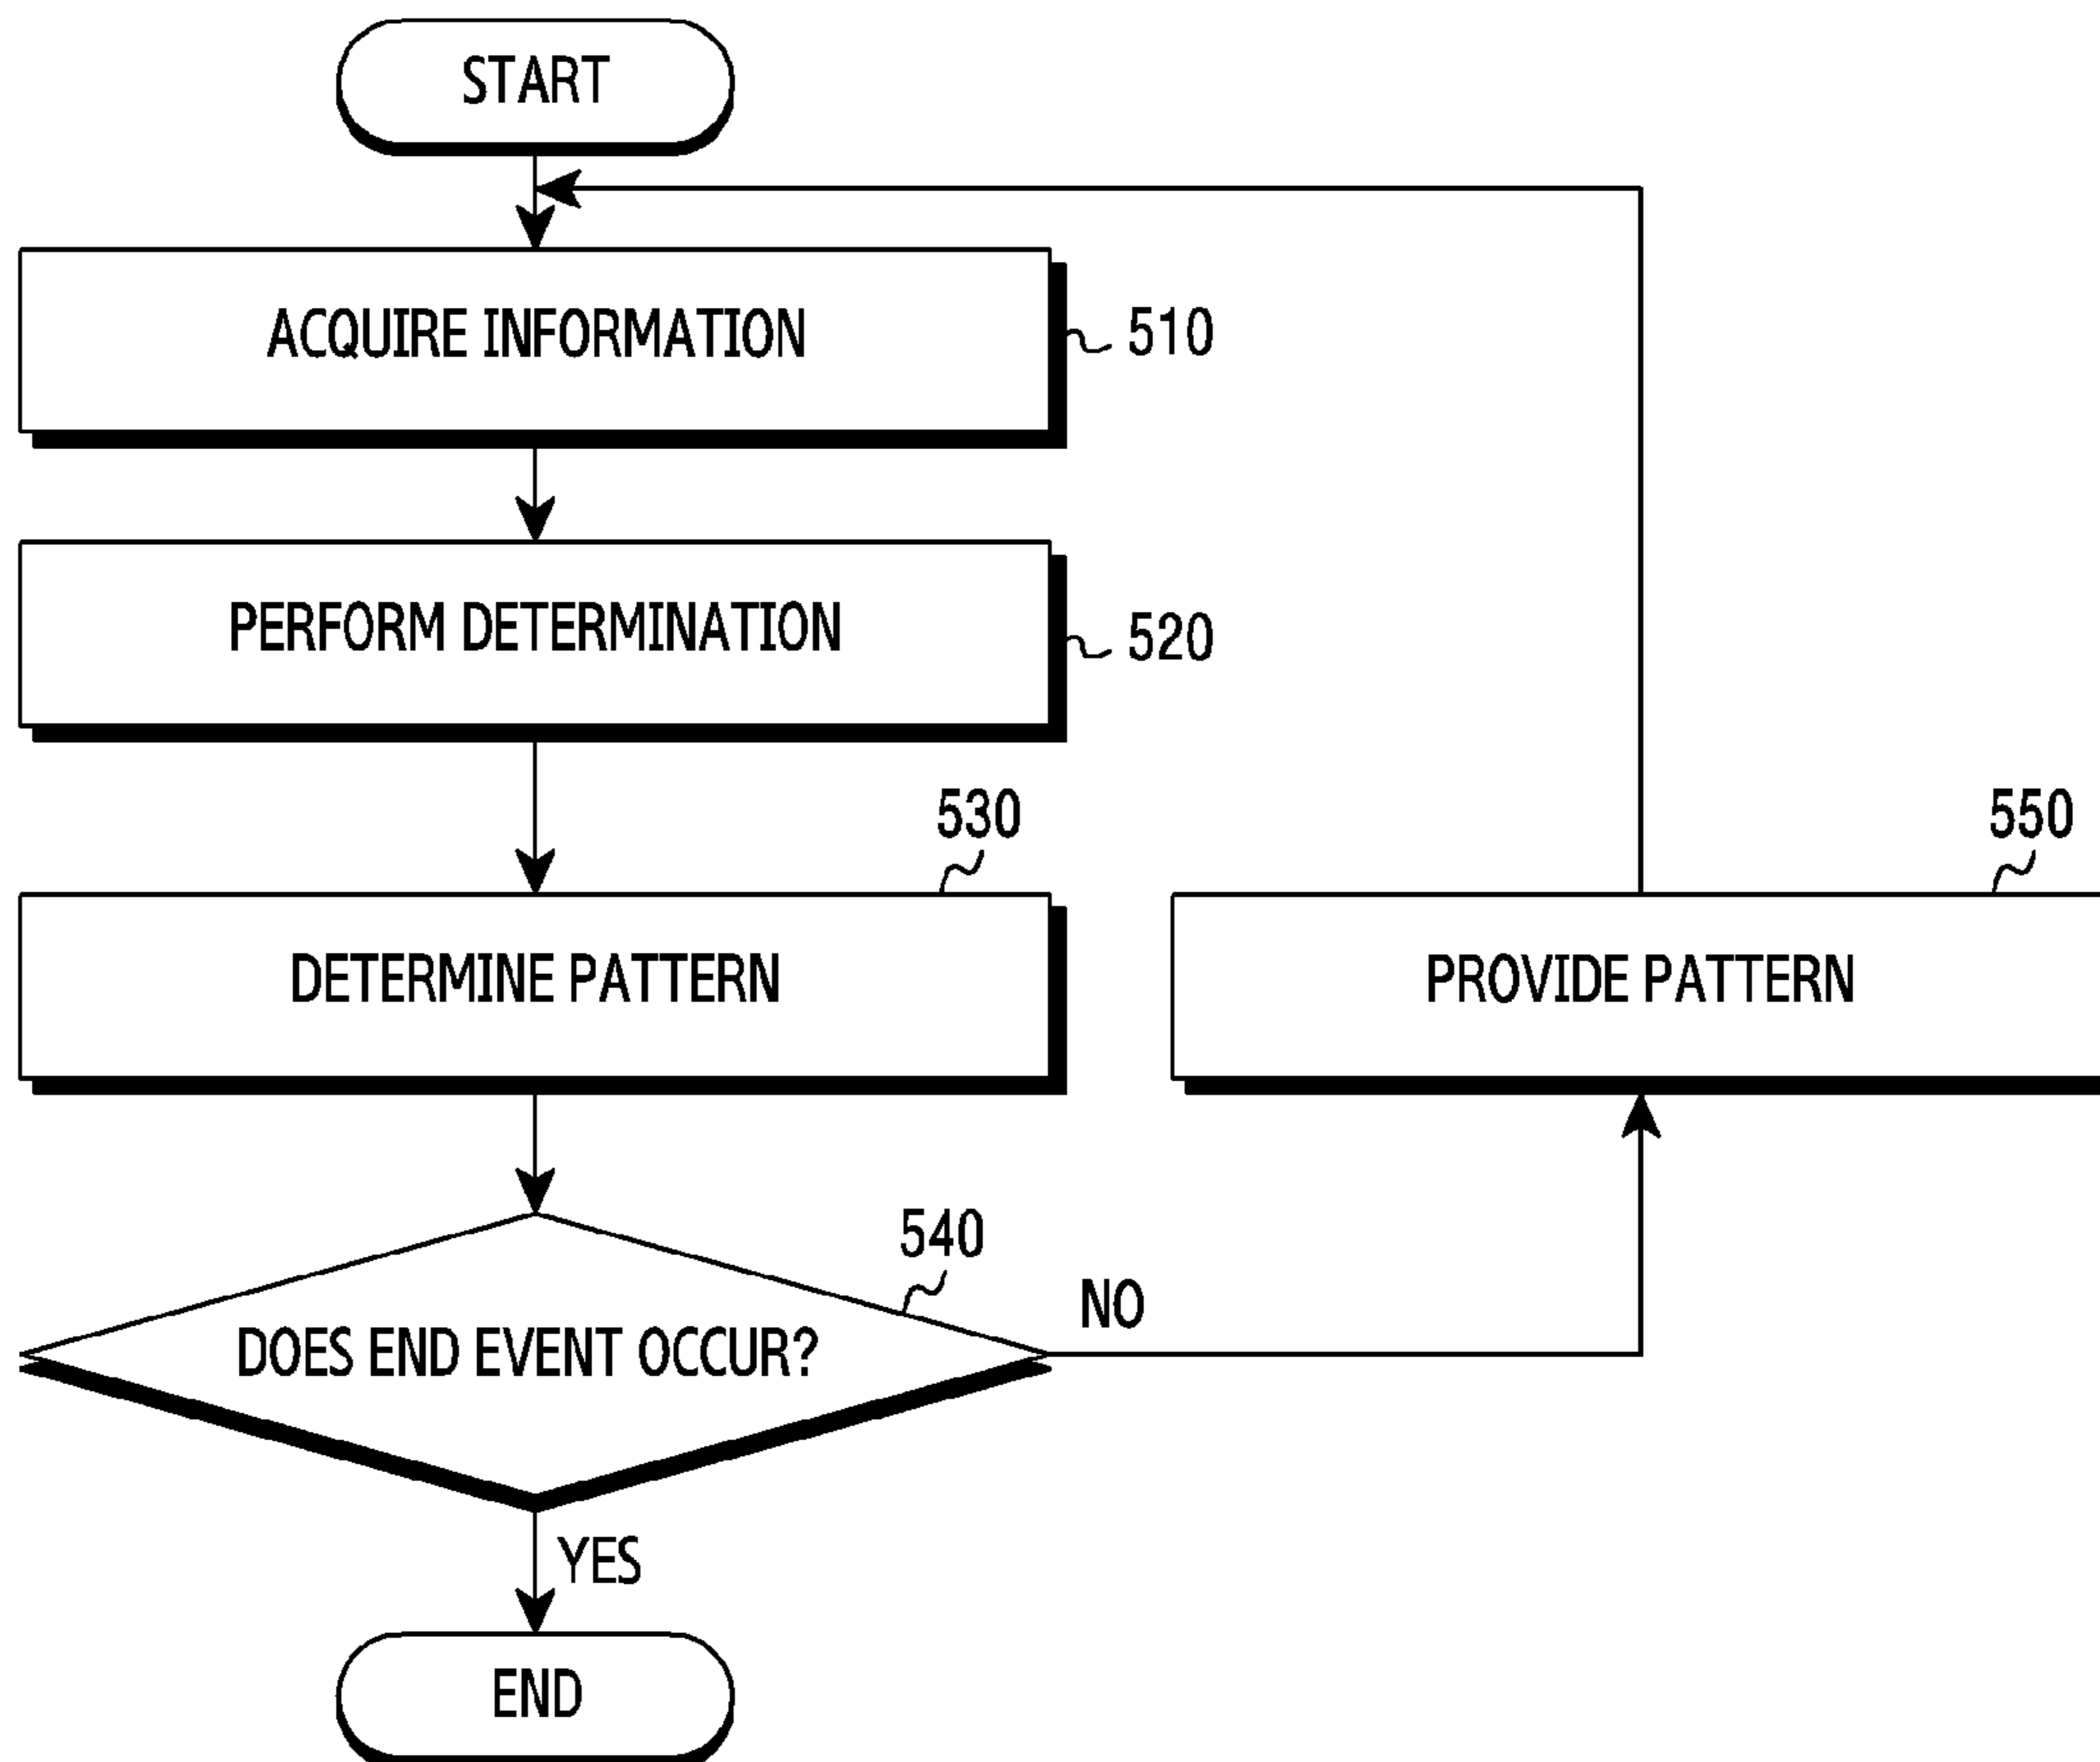 START
ACQUIRE INFORMATION
510
PERFORM DETERMINATION
520
530
DETERMINE PATTERN
550
PROVIDE PATTERN
540
DOES END EVENT OCCUR?
NO
YES
END